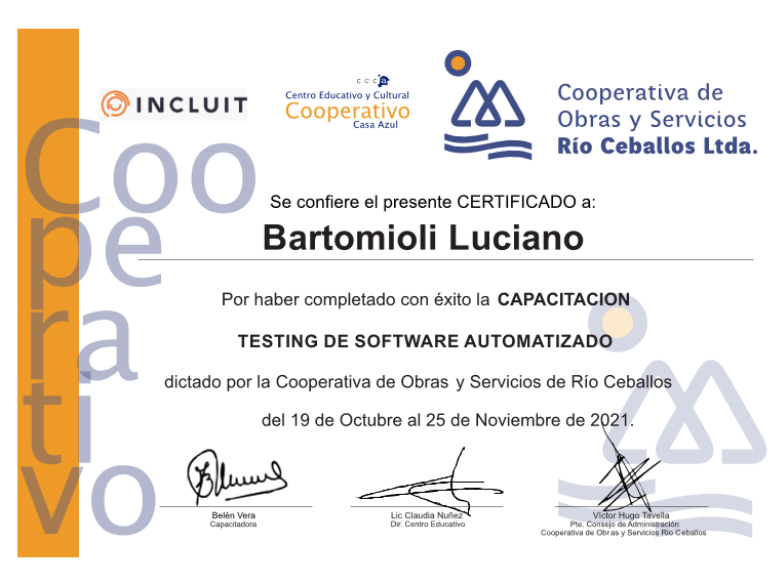 INCLUIT
c c c a
Centro Educativo y Cultural
Cooperativo
Casa Azul
Cooperativa de
Obras y Servicios
Río Ceballos Ltda.
Coo
pe
ra
ti
vo
Se confiere el presente CERTIFICADO a:
Bartomioli Luciano
Por haber completado con éxito la CAPACITACION
TESTING DE SOFTWARE AUTOMATIZADO
dictado por la Cooperativa de Obras y Servicios de Río Ceballos
del 19 de Octubre al 25 de Noviembre de 2021.
Belén Vera
Capacitadora
Lic Claudia Nuñez
Dir. Centro Educativo
Víctor Hugo Tavella
Pte. Consejo de Administración
Cooperativa de Obras y Servicios Río Ceballos